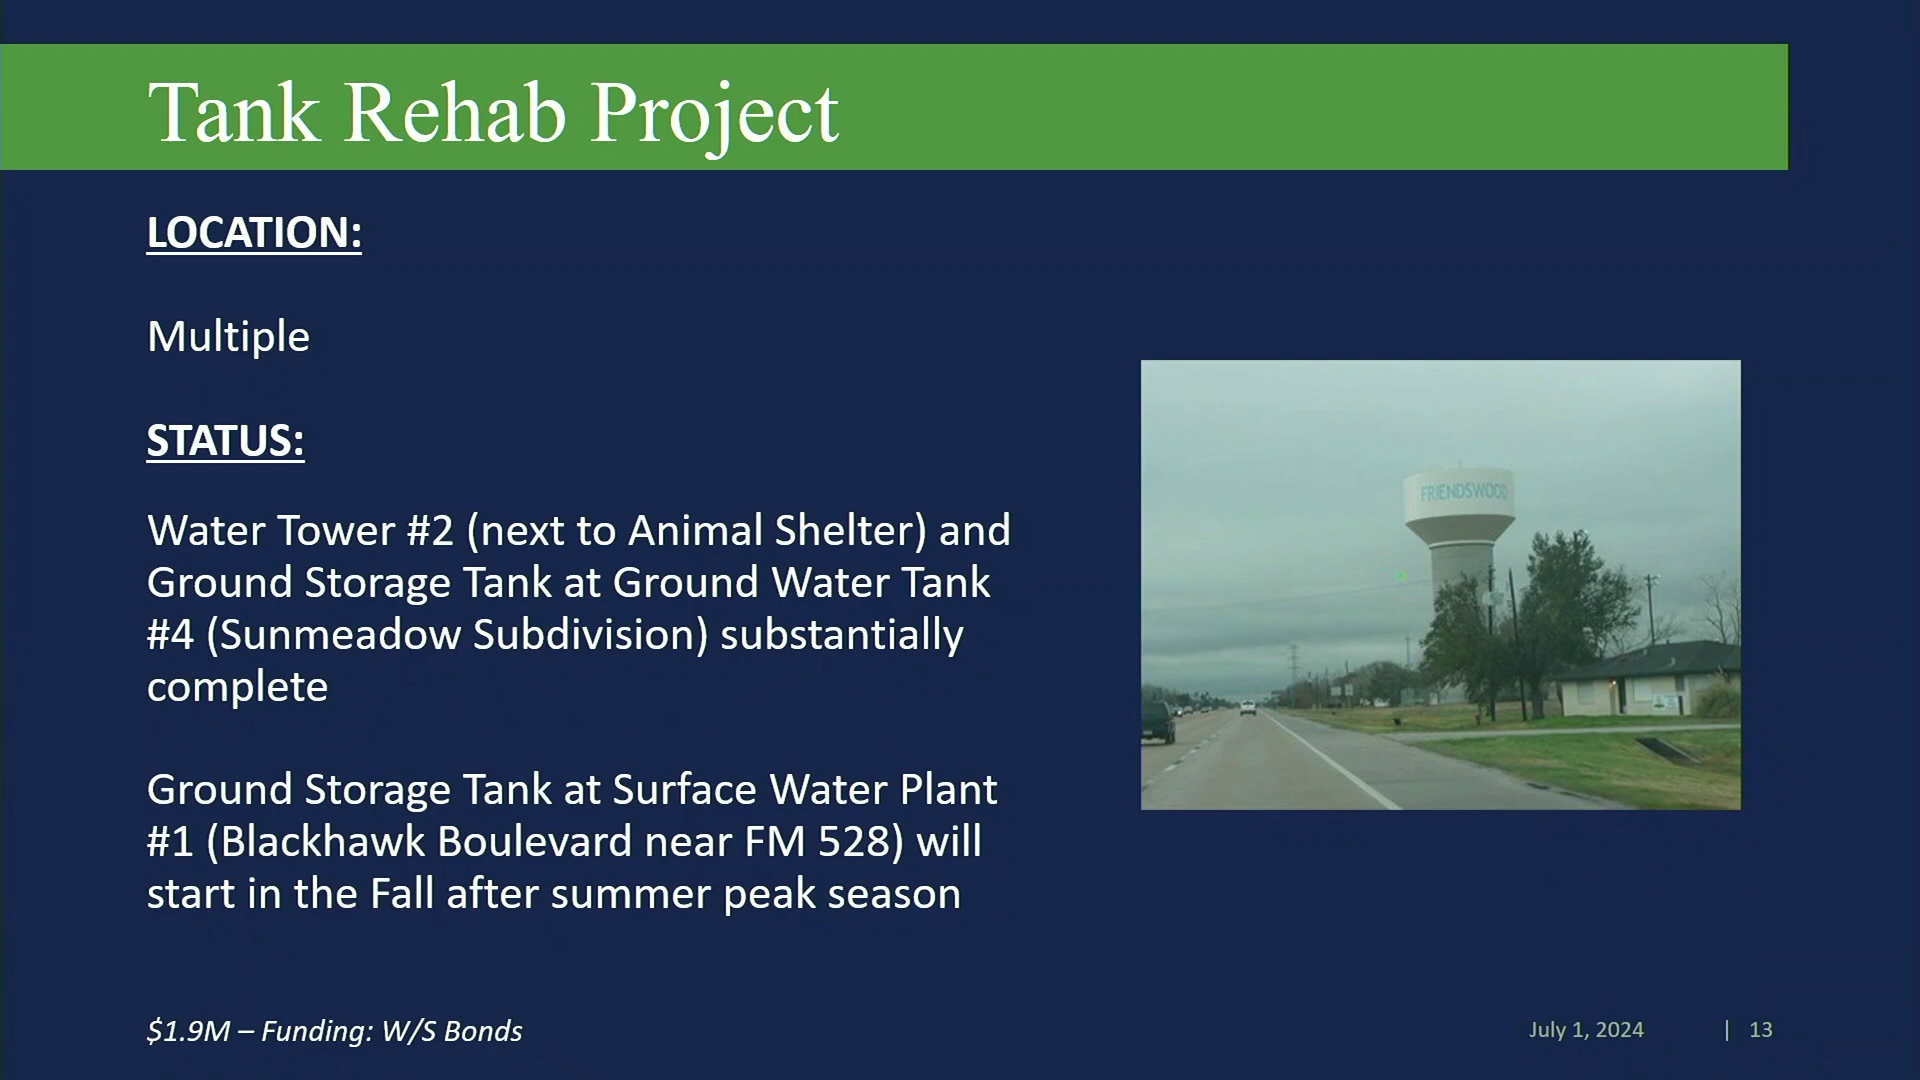 Tank Rehab Project
LOCATION:
Multiple
STATUS:
Water Tower #2 (next to Animal Shelter) and
Ground Storage Tank at Ground Water Tank
#4 (Sunmeadow Subdivision) substantially
complete
Ground Storage Tank at Surface Water Plant
#1 (Blackhawk Boulevard near FM 528) will
start in the Fall after summer peak season
FRIENDSWOOD
$1.9M – Funding: W/S Bonds
July 1, 2024 | 13